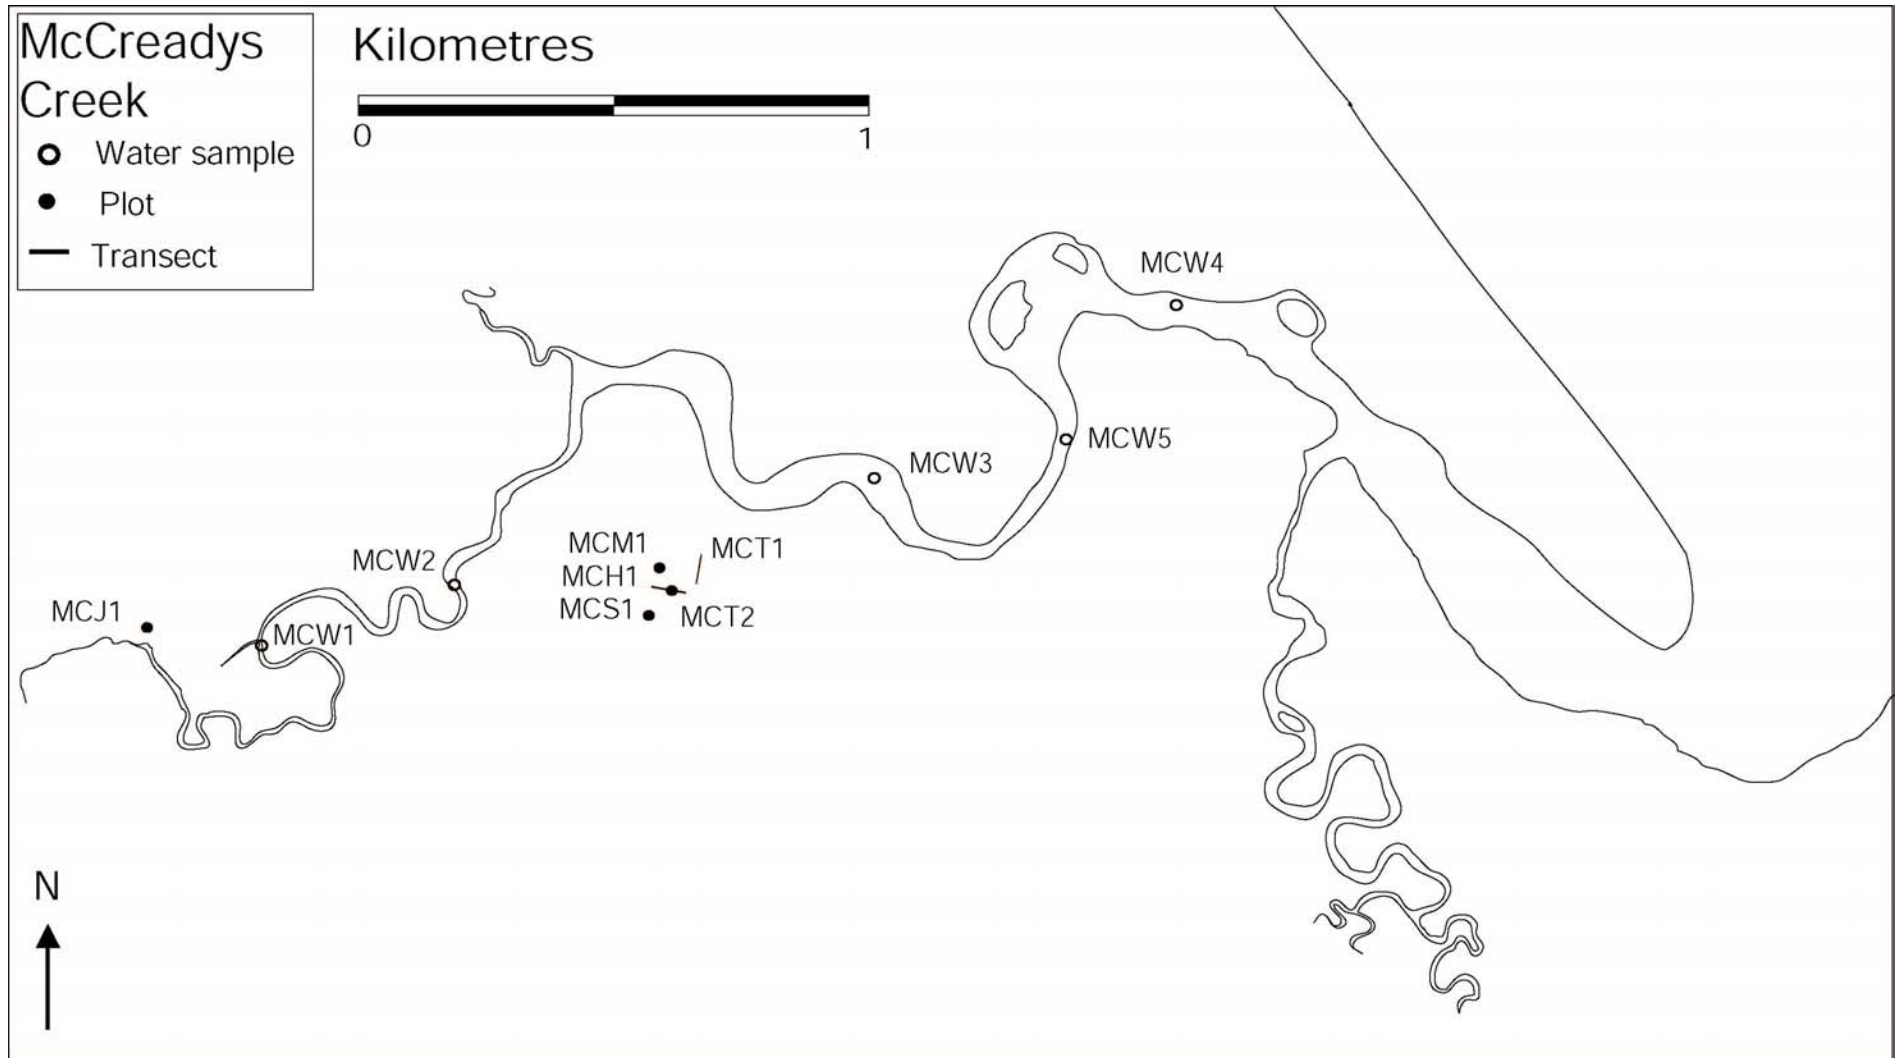 McCreadys
Creek
Water sample
Plot
Transect
Kilometres
0 1
MCW4
MCW5
MCW3
MCM1
MCT1
MCW2
MCH1
MCS1
MCT2
MCJ1
MCW1
N